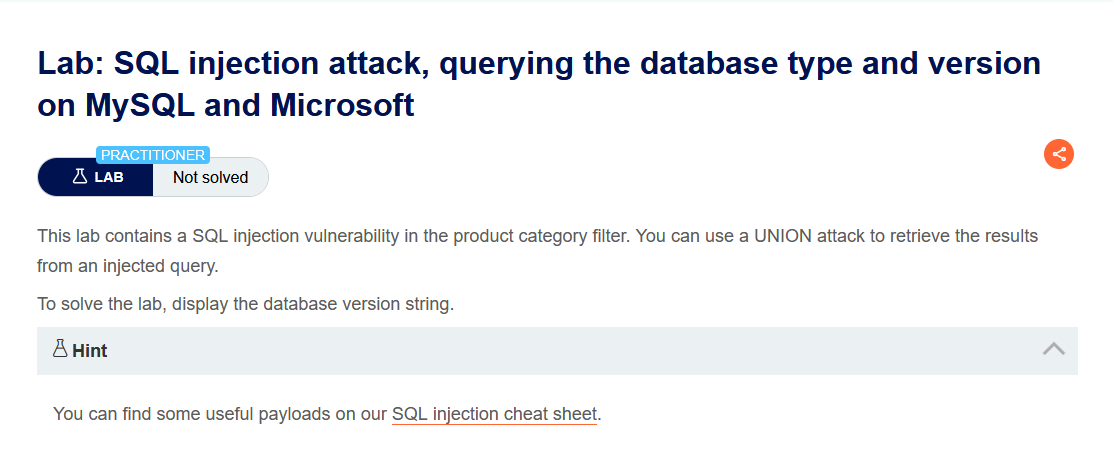 Lab: SQL injection attack, querying the database type and version
on MySQL and Microsoft
PRACTITIONER
LAB Not solved
This lab contains a SQL injection vulnerability in the product category filter. You can use a UNION attack to retrieve the results
from an injected query.
To solve the lab, display the database version string.
Hint
You can find some useful payloads on our SQL injection cheat sheet.